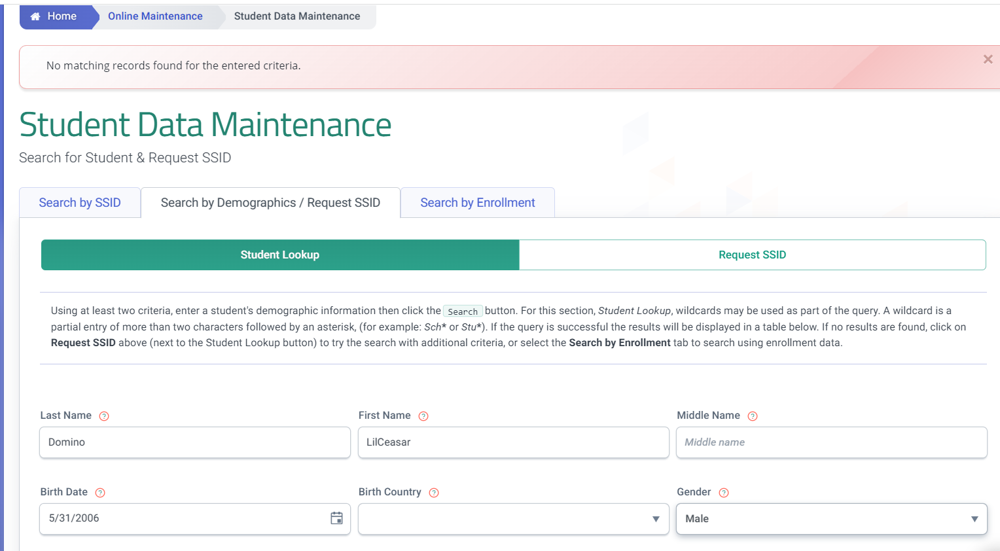 Home Online Maintenance Student Data Maintenance
No matching records found for the entered criteria.
Student Data Maintenance
Search for Student & Request SSID
Search by SSID Search by Demographics / Request SSID Search by Enrollment
Student Lookup Request SSID
Using at least two criteria, enter a student's demographic information then click the Search button. For this section, Student Lookup, wildcards may be used as part of the query. A wildcard is a
partial entry of more than two characters followed by an asterisk, (for example: Sch* or Stu*). If the query is successful the results will be displayed in a table below. If no results are found, click on
Request SSID above (next to the Student Lookup button) to try the search with additional criteria, or select the Search by Enrollment tab to search using enrollment data.
Last Name ? First Name ? Middle Name ?
Domino LilCeasar Middle name
Birth Date ? Birth Country ? Gender ?
5/31/2006 Male